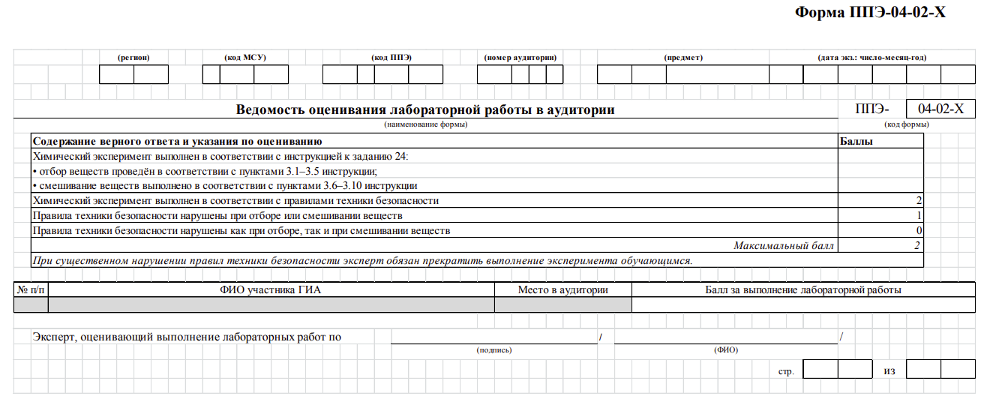 Форма ППЭ-04-02-Х
(регион) (код МСУ) (код ППЭ) (номер аудитории) (предмет) (дата экз.: число-месяц-год)
Ведомость оценивания лабораторной работы в аудитории ППЭ- 04-02-Х
(наименование формы) (код формы)
Содержание верного ответа и указания по оцениванию Баллы
Химический эксперимент выполнен в соответствии с инструкцией к заданию 24:
• отбор веществ проведён в соответствии с пунктами 3.1–3.5 инструкции;
• смешивание веществ выполнено в соответствии с пунктами 3.6–3.10 инструкции
Химический эксперимент выполнен в соответствии с правилами техники безопасности 2
Правила техники безопасности нарушены при отборе или смешивании веществ 1
Правила техники безопасности нарушены как при отборе, так и при смешивании веществ 0
Максимальный балл 2
При существенном нарушении правил техники безопасности эксперт обязан прекратить выполнение эксперимента обучающимся.
№ п/п ФИО участника ГИА Место в аудитории Балл за выполнение лабораторной работы
Эксперт, оценивающий выполнение лабораторных работ по / /
(подпись) (ФИО)
стр. из